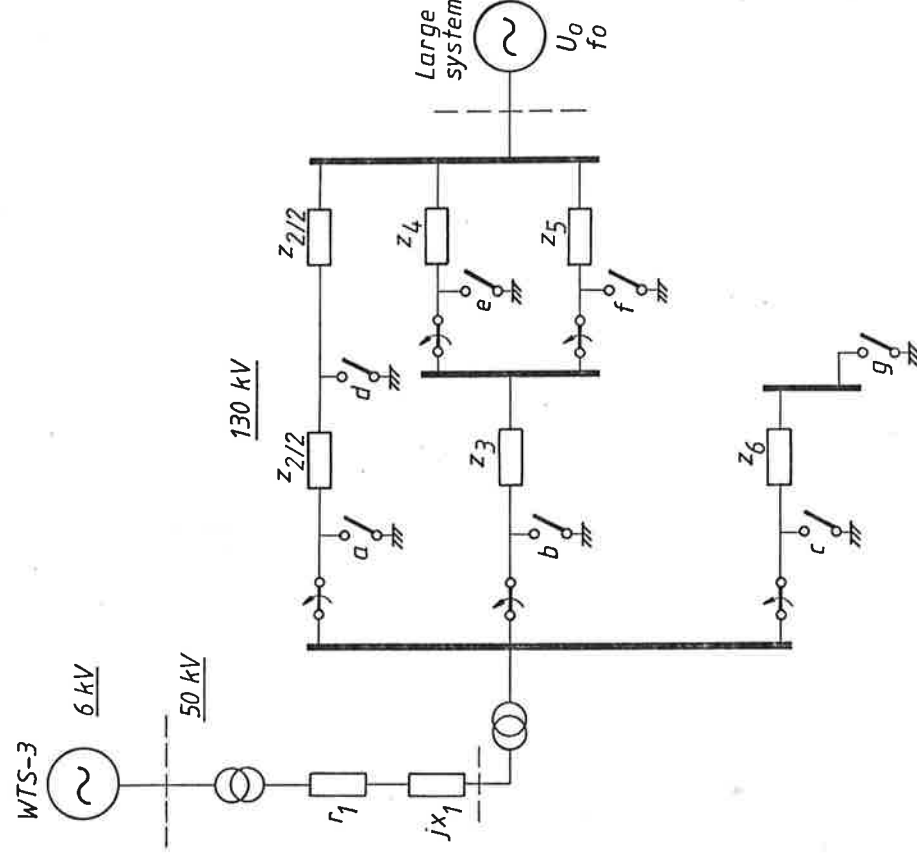 WTS-3
6 kV
50 kV
r1
jx1
130 kV
a
z2/2
d
z2/2
b
z3
e
z4
f
z5
c
z6
g
Large
system
U0
f0